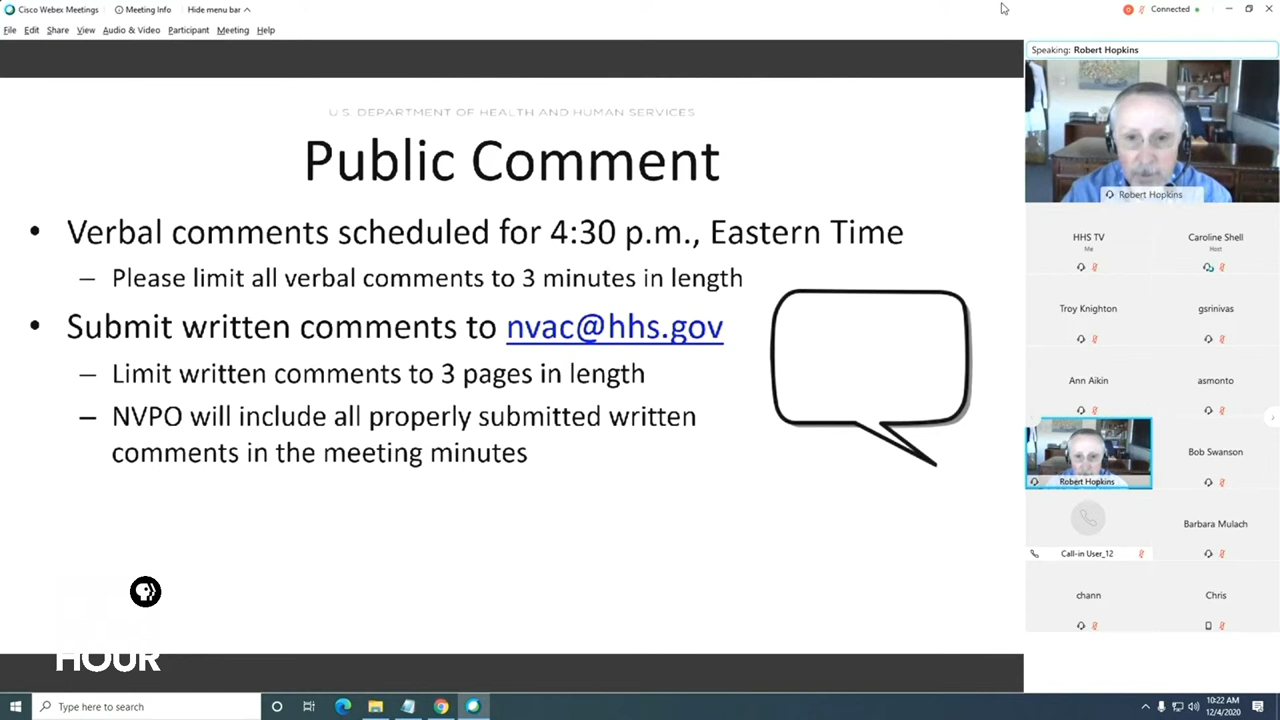 Cisco Webex Meetings
Meeting Info
Hide menu bar
Connected
File Edit Share View Audio & Video Participant Meeting Help
U.S. DEPARTMENT OF HEALTH AND HUMAN SERVICES
Public Comment
• Verbal comments scheduled for 4:30 p.m., Eastern Time
– Please limit all verbal comments to 3 minutes in length
• Submit written comments to nvac@hhs.gov
– Limit written comments to 3 pages in length
– NVPO will include all properly submitted written
comments in the meeting minutes
HOUR
Speaking: Robert Hopkins
Robert Hopkins
HHS TV
Me
Caroline Shell
Host
Troy Knighton
gsrinivas
Ann Aikin
asmonto
Robert Hopkins
Bob Swanson
Call-in User_12
Barbara Mulach
chann
Chris
Type here to search
10:22 AM
12/4/2020